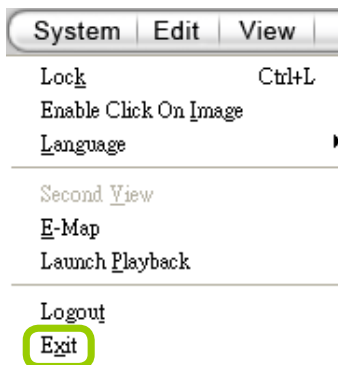 System Edit View
Lock Ctrl+L
Enable Click On Image
Language
Second View
E-Map
Launch Playback
Logout
Exit